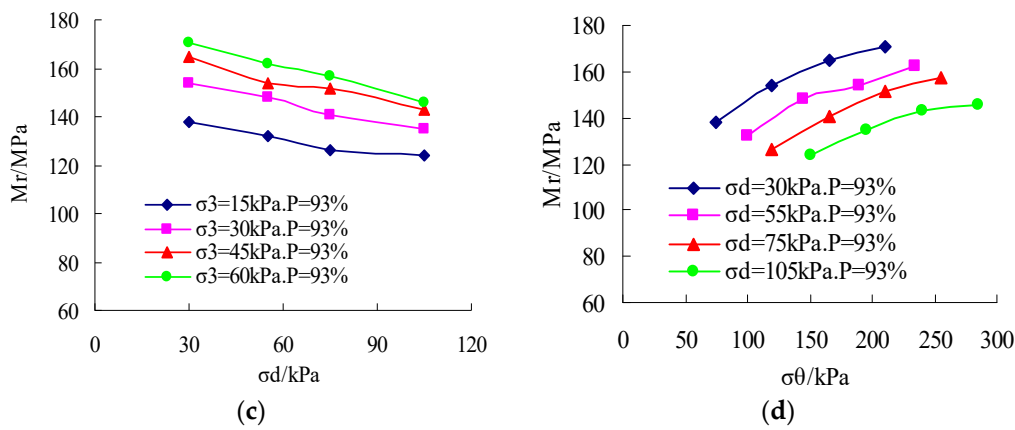 180
160
140
120
100
80
60
Mr/MPa
σ3=15kPa.P=93%
σ3=30kPa.P=93%
σ3=45kPa.P=93%
σ3=60kPa.P=93%
0 30 60 90 120
σd/kPa
(c)
180
160
140
120
100
80
60
Mr/MPa
σd=30kPa.P=93%
σd=55kPa.P=93%
σd=75kPa.P=93%
σd=105kPa.P=93%
0 50 100 150 200 250 300
σθ/kPa
(d)